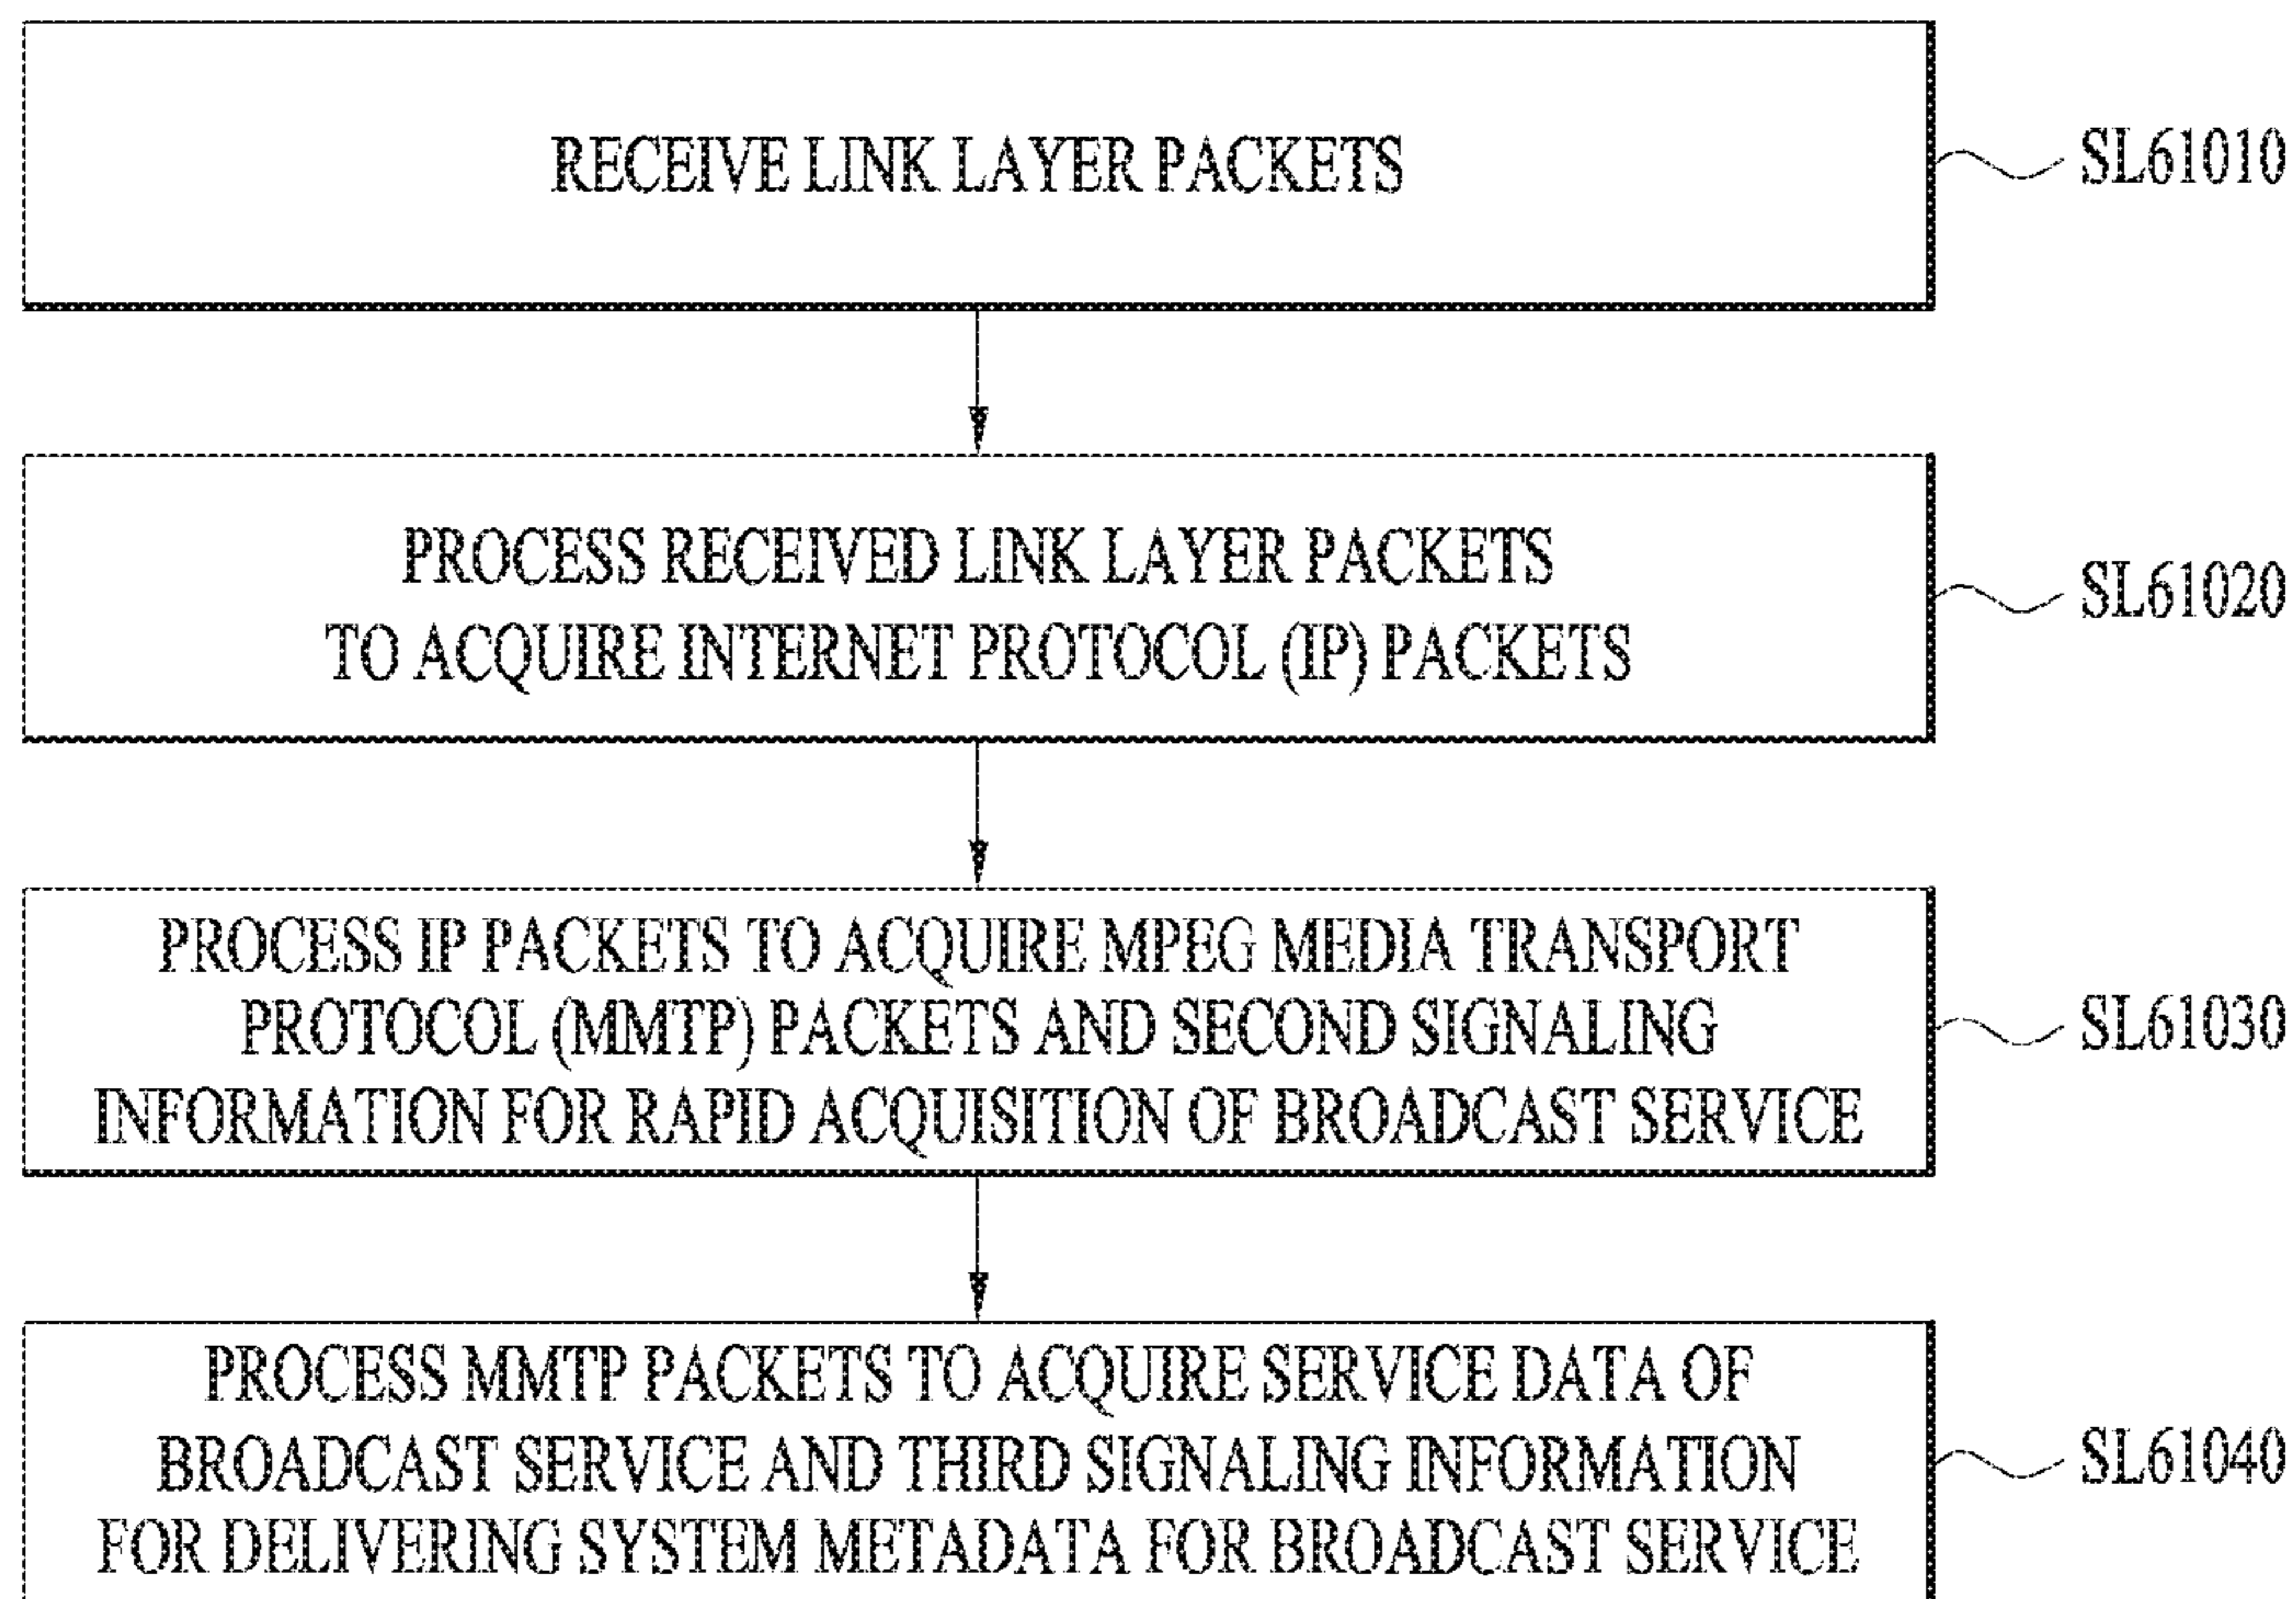 RECEIVE LINK LAYER PACKETS
SL61010
PROCESS RECEIVED LINK LAYER PACKETS
TO ACQUIRE INTERNET PROTOCOL (IP) PACKETS
SL61020
PROCESS IP PACKETS TO ACQUIRE MPEG MEDIA TRANSPORT
PROTOCOL (MMTP) PACKETS AND SECOND SIGNALING
INFORMATION FOR RAPID ACQUISITION OF BROADCAST SERVICE
SL61030
PROCESS MMTP PACKETS TO ACQUIRE SERVICE DATA OF
BROADCAST SERVICE AND THIRD SIGNALING INFORMATION
FOR DELIVERING SYSTEM METADATA FOR BROADCAST SERVICE
SL61040